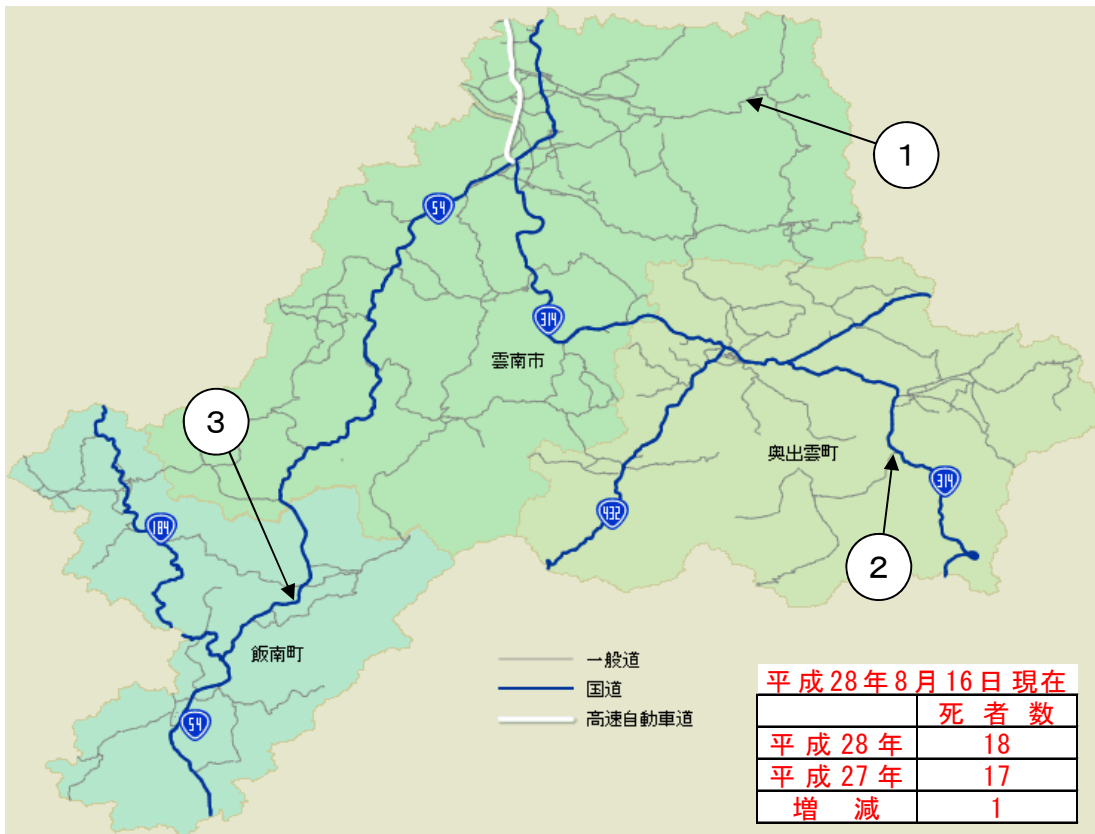 1
54
314
雲南市
3
奥出雲町
314
432
184
2
飯南町
54
一般道
国道
高速自動車道
平成28年8月16日現在
死者数
平成28年 18
平成27年 17
増減 1